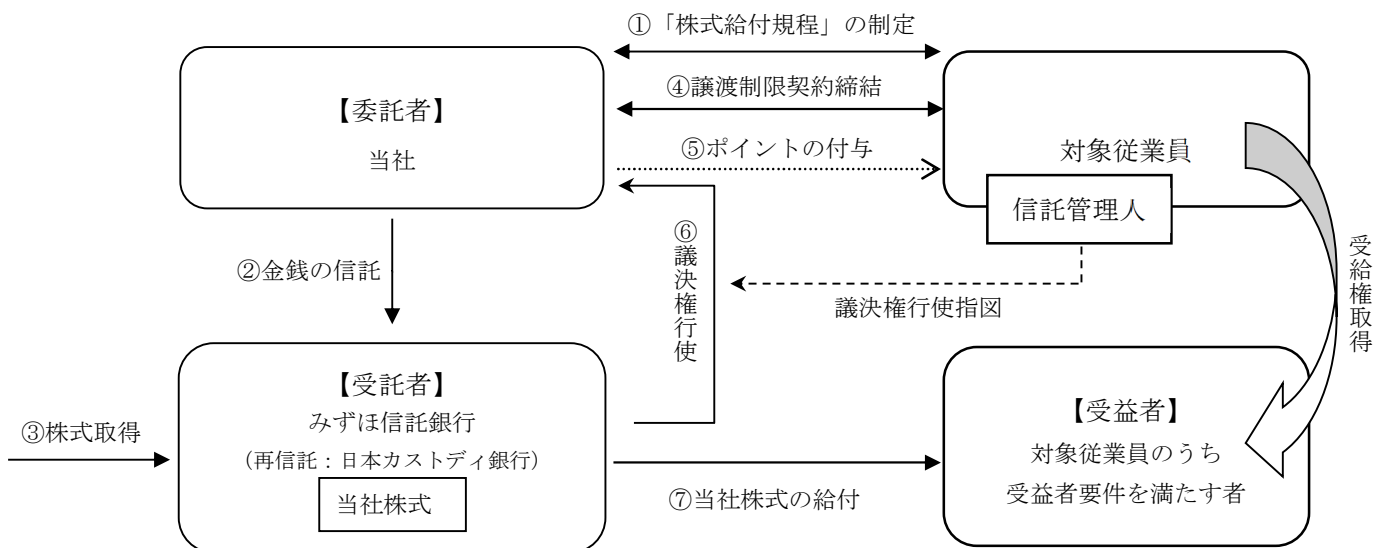 ①「株式給付規程」の制定
④譲渡制限契約締結
⑤ポイントの付与
【委託者】
当社
対象従業員
信託管理人
②金銭の信託
⑥議決権行使
議決権行使指図
受給権取得
③株式取得
【受託者】
みずほ信託銀行
(再信託：日本カストディ銀行)
当社株式
⑦当社株式の給付
【受益者】
対象従業員のうち
受益者要件を満たす者